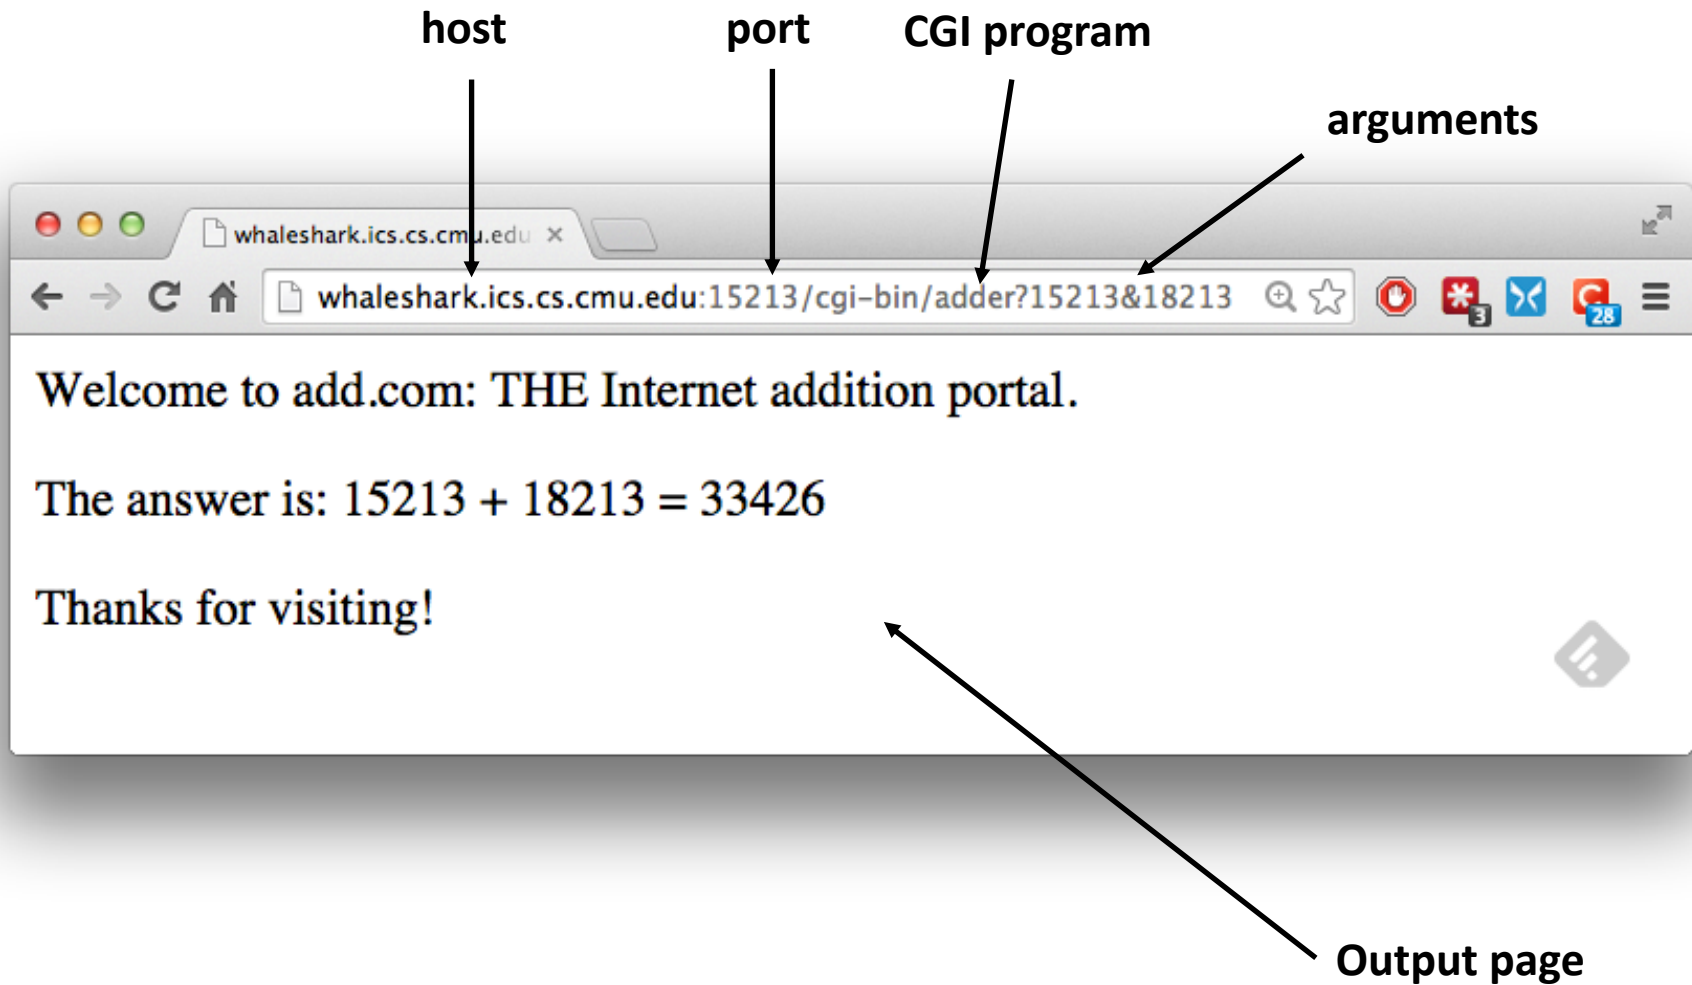 host
port
CGI program
arguments
whaleshark.ics.cs.cmu.edu
whaleshark.ics.cs.cmu.edu:15213/cgi-bin/adder?15213&18213
3
28
Welcome to add.com: THE Internet addition portal.
The answer is: 15213 + 18213 = 33426
Thanks for visiting!
Output page